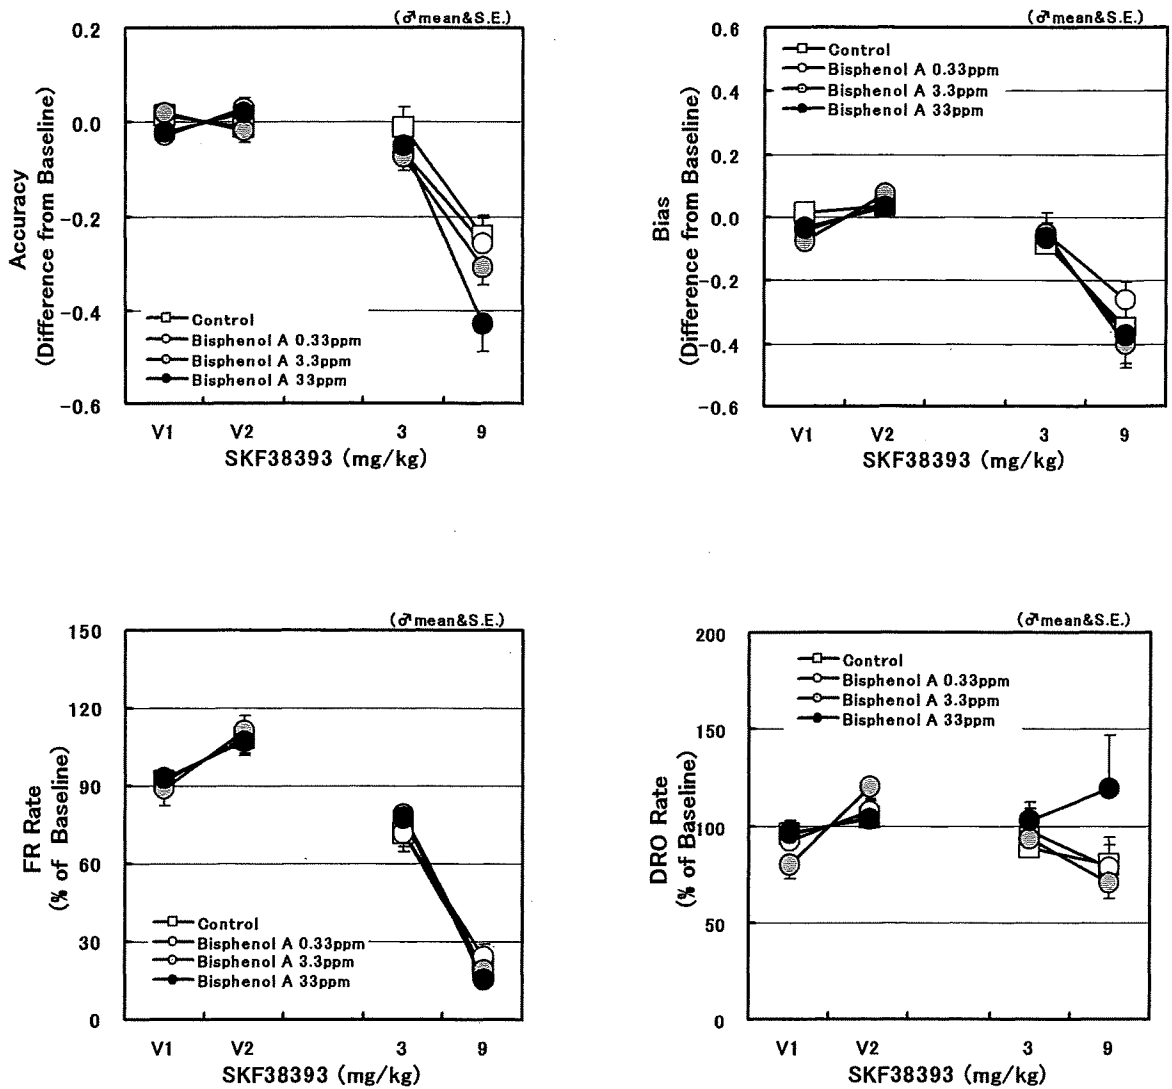 (♂mean&S.E.)
0.2
0.0
−0.2
−0.4
−0.6
Accuracy
(Difference from Baseline)
Control
Bisphenol A 0.33ppm
Bisphenol A 3.3ppm
Bisphenol A 33ppm
V1 V2 3 9
SKF38393 (mg/kg)
(♂mean&S.E.)
0.6
0.4
0.2
0.0
−0.2
−0.4
−0.6
Bias
(Difference from Baseline)
Control
Bisphenol A 0.33ppm
Bisphenol A 3.3ppm
Bisphenol A 33ppm
V1 V2 3 9
SKF38393 (mg/kg)
(♂mean&S.E.)
150
120
90
60
30
0
FR Rate
(% of Baseline)
Control
Bisphenol A 0.33ppm
Bisphenol A 3.3ppm
Bisphenol A 33ppm
V1 V2 3 9
SKF38393 (mg/kg)
(♂mean&S.E.)
200
150
100
50
0
DRO Rate
(% of Baseline)
Control
Bisphenol A 0.33ppm
Bisphenol A 3.3ppm
Bisphenol A 33ppm
V1 V2 3 9
SKF38393 (mg/kg)